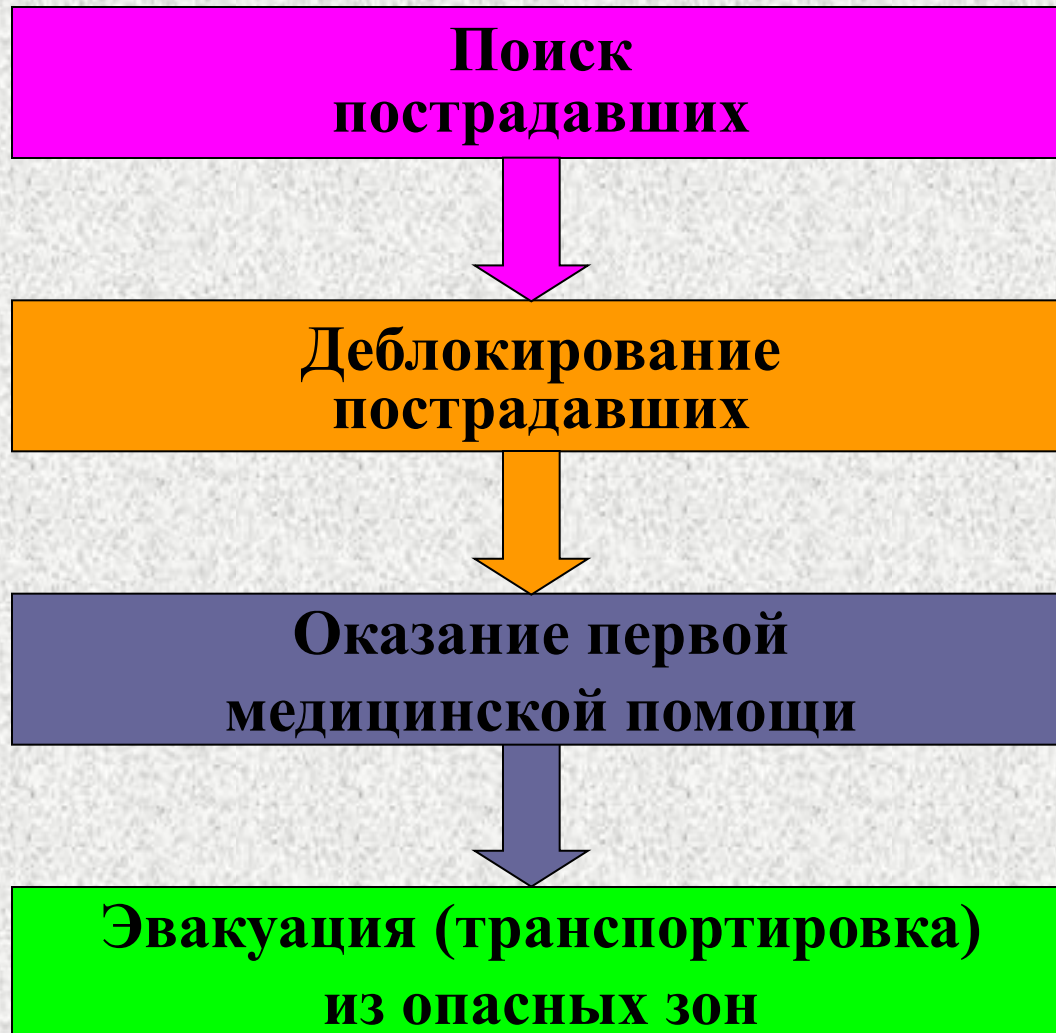 Поиск
пострадавших
Деблокирование
пострадавших
Оказание первой
медицинской помощи
Эвакуация (транспортировка)
из опасных зон